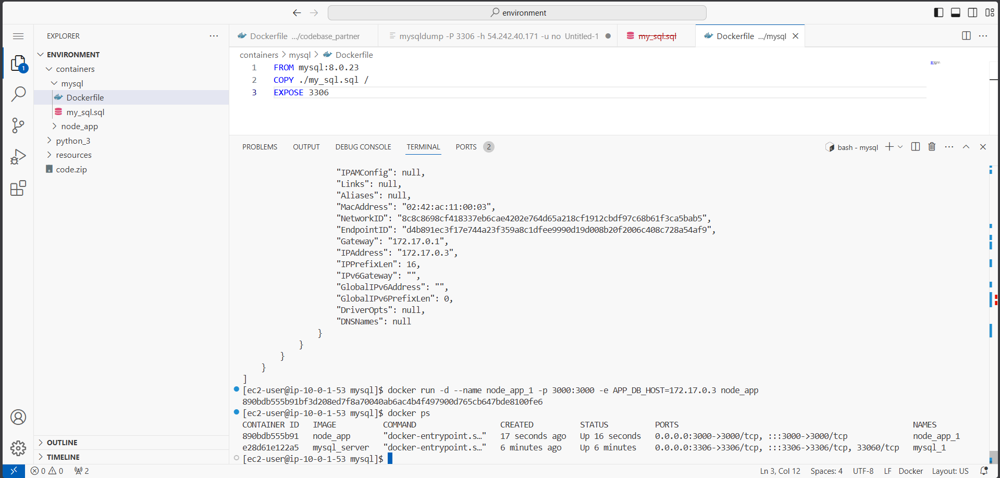 environment
EXPLORER
ENVIRONMENT
containers
mysql
Dockerfile
my_sql.sql
node_app
python_3
resources
code.zip
OUTLINE
TIMELINE
1
Dockerfile .../codebase_partner
mysqldump -P 3306 -h 54.242.40.171 -u no Untitled-1
my_sql.sql
Dockerfile .../mysql
containers > mysql > Dockerfile
1 FROM mysql:8.0.23
2 COPY ./my_sql.sql /
3 EXPOSE 3306
PROBLEMS OUTPUT DEBUG CONSOLE TERMINAL PORTS 2
bash - mysql
"IPAMConfig": null,
"Links": null,
"Aliases": null,
"MacAddress": "02:42:ac:11:00:03",
"NetworkID": "8c8c8698cf418337eb6cae4202e764d65a218cf1912cbdf97c68b61f3ca5bab5",
"EndpointID": "d4b891ec3f17e744a23f359a8c1dfee9990d19d008b20f2006c408c728a54af9",
"Gateway": "172.17.0.1",
"IPAddress": "172.17.0.3",
"IPPrefixLen": 16,
"IPv6Gateway": "",
"GlobalIPv6Address": "",
"GlobalIPv6PrefixLen": 0,
"DriverOpts": null,
"DNSNames": null
}
}
}
}
]
[ec2-user@ip-10-0-1-53 mysql]$ docker run -d --name node_app_1 -p 3000:3000 -e APP_DB_HOST=172.17.0.3 node_app
890bdb555b91bf3d208ed7f8a70040ab6ac4b4f497900d765cb647bde8100fe6
[ec2-user@ip-10-0-1-53 mysql]$ docker ps
CONTAINER ID IMAGE COMMAND CREATED STATUS PORTS NAMES
890bdb555b91 node_app "docker-entrypoint.s…" 17 seconds ago Up 16 seconds 0.0.0.0:3000->3000/tcp, :::3000->3000/tcp node_app_1
e28d61e122a5 mysql_server "docker-entrypoint.s…" 6 minutes ago Up 6 minutes 0.0.0.0:3306->3306/tcp, :::3306->3306/tcp, 33060/tcp mysql_1
[ec2-user@ip-10-0-1-53 mysql]$
0 0 2 Ln 3, Col 12 Spaces: 4 UTF-8 LF Docker Layout: US